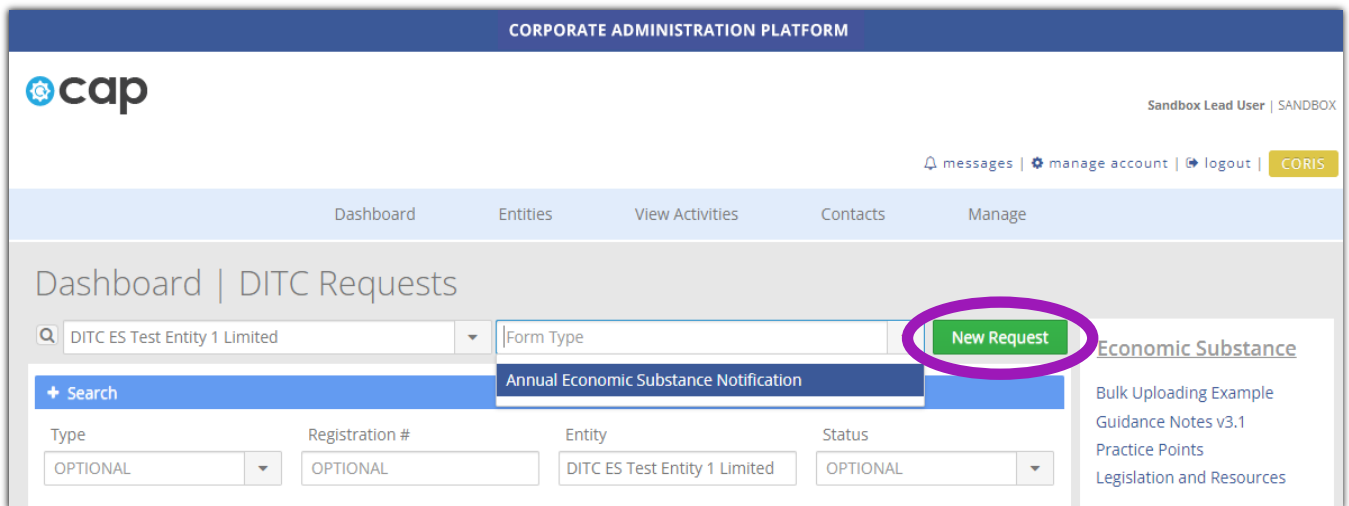 CORPORATE ADMINISTRATION PLATFORM
cap
Sandbox Lead User | SANDBOX
messages | manage account | logout | CORIS
Dashboard Entities View Activities Contacts Manage
Dashboard | DITC Requests
DITC ES Test Entity 1 Limited Form Type New Request
Economic Substance
Annual Economic Substance Notification
+ Search
Bulk Uploading Example
Guidance Notes v3.1
Type Registration # Entity Status
Practice Points
OPTIONAL OPTIONAL DITC ES Test Entity 1 Limited OPTIONAL
Legislation and Resources